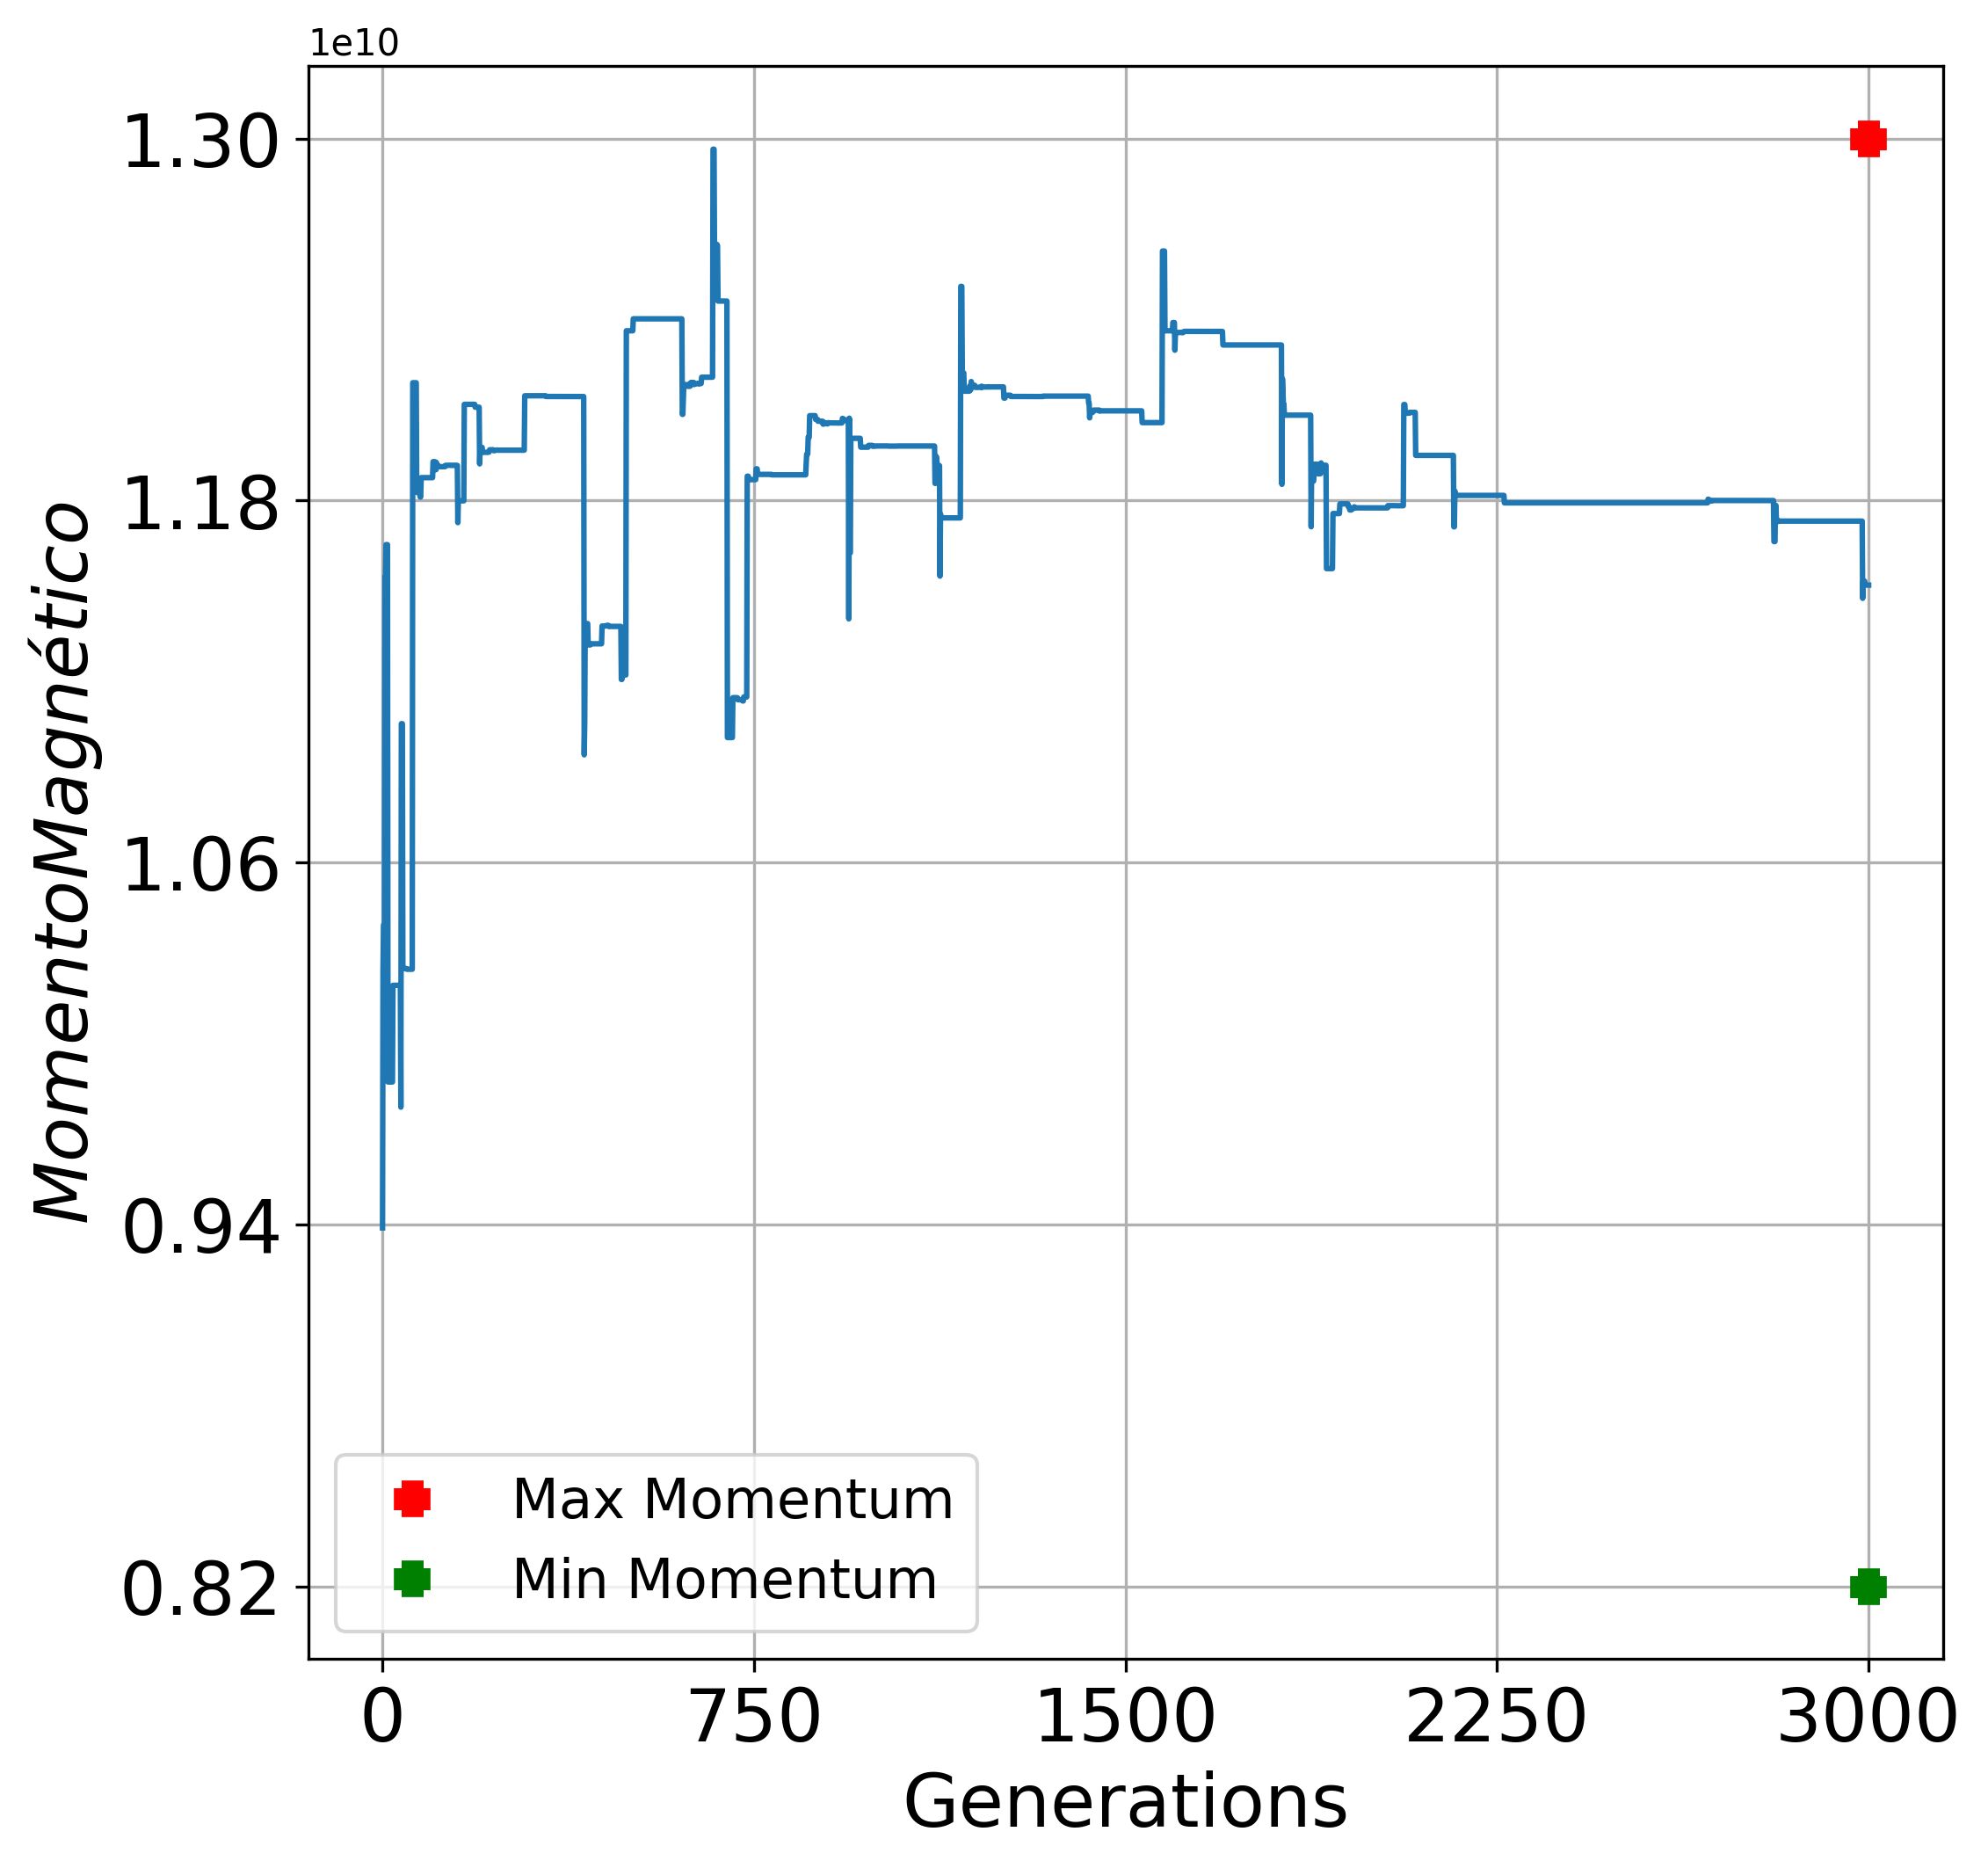 1e10
1.30
1.18
1.06
0.94
0.82
MomentoMagnético
Max Momentum
Min Momentum
0 750 1500 2250 3000
Generations